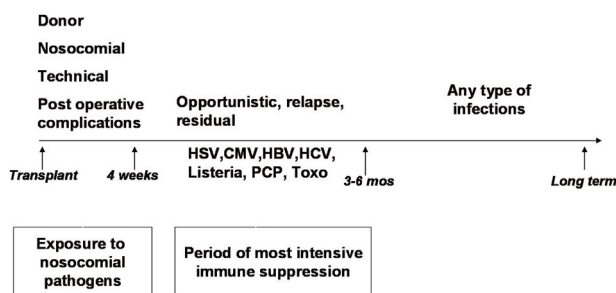 Donor
Nosocomial
Technical
Post operative
complications
Opportunistic, relapse,
residual
Any type of
infections
HSV,CMV,HBV,HCV,
Listeria, PCP, Toxo
Transplant
4 weeks
3-6 mos
Long term
Exposure to
nosocomial
pathogens
Period of most intensive
immune suppression